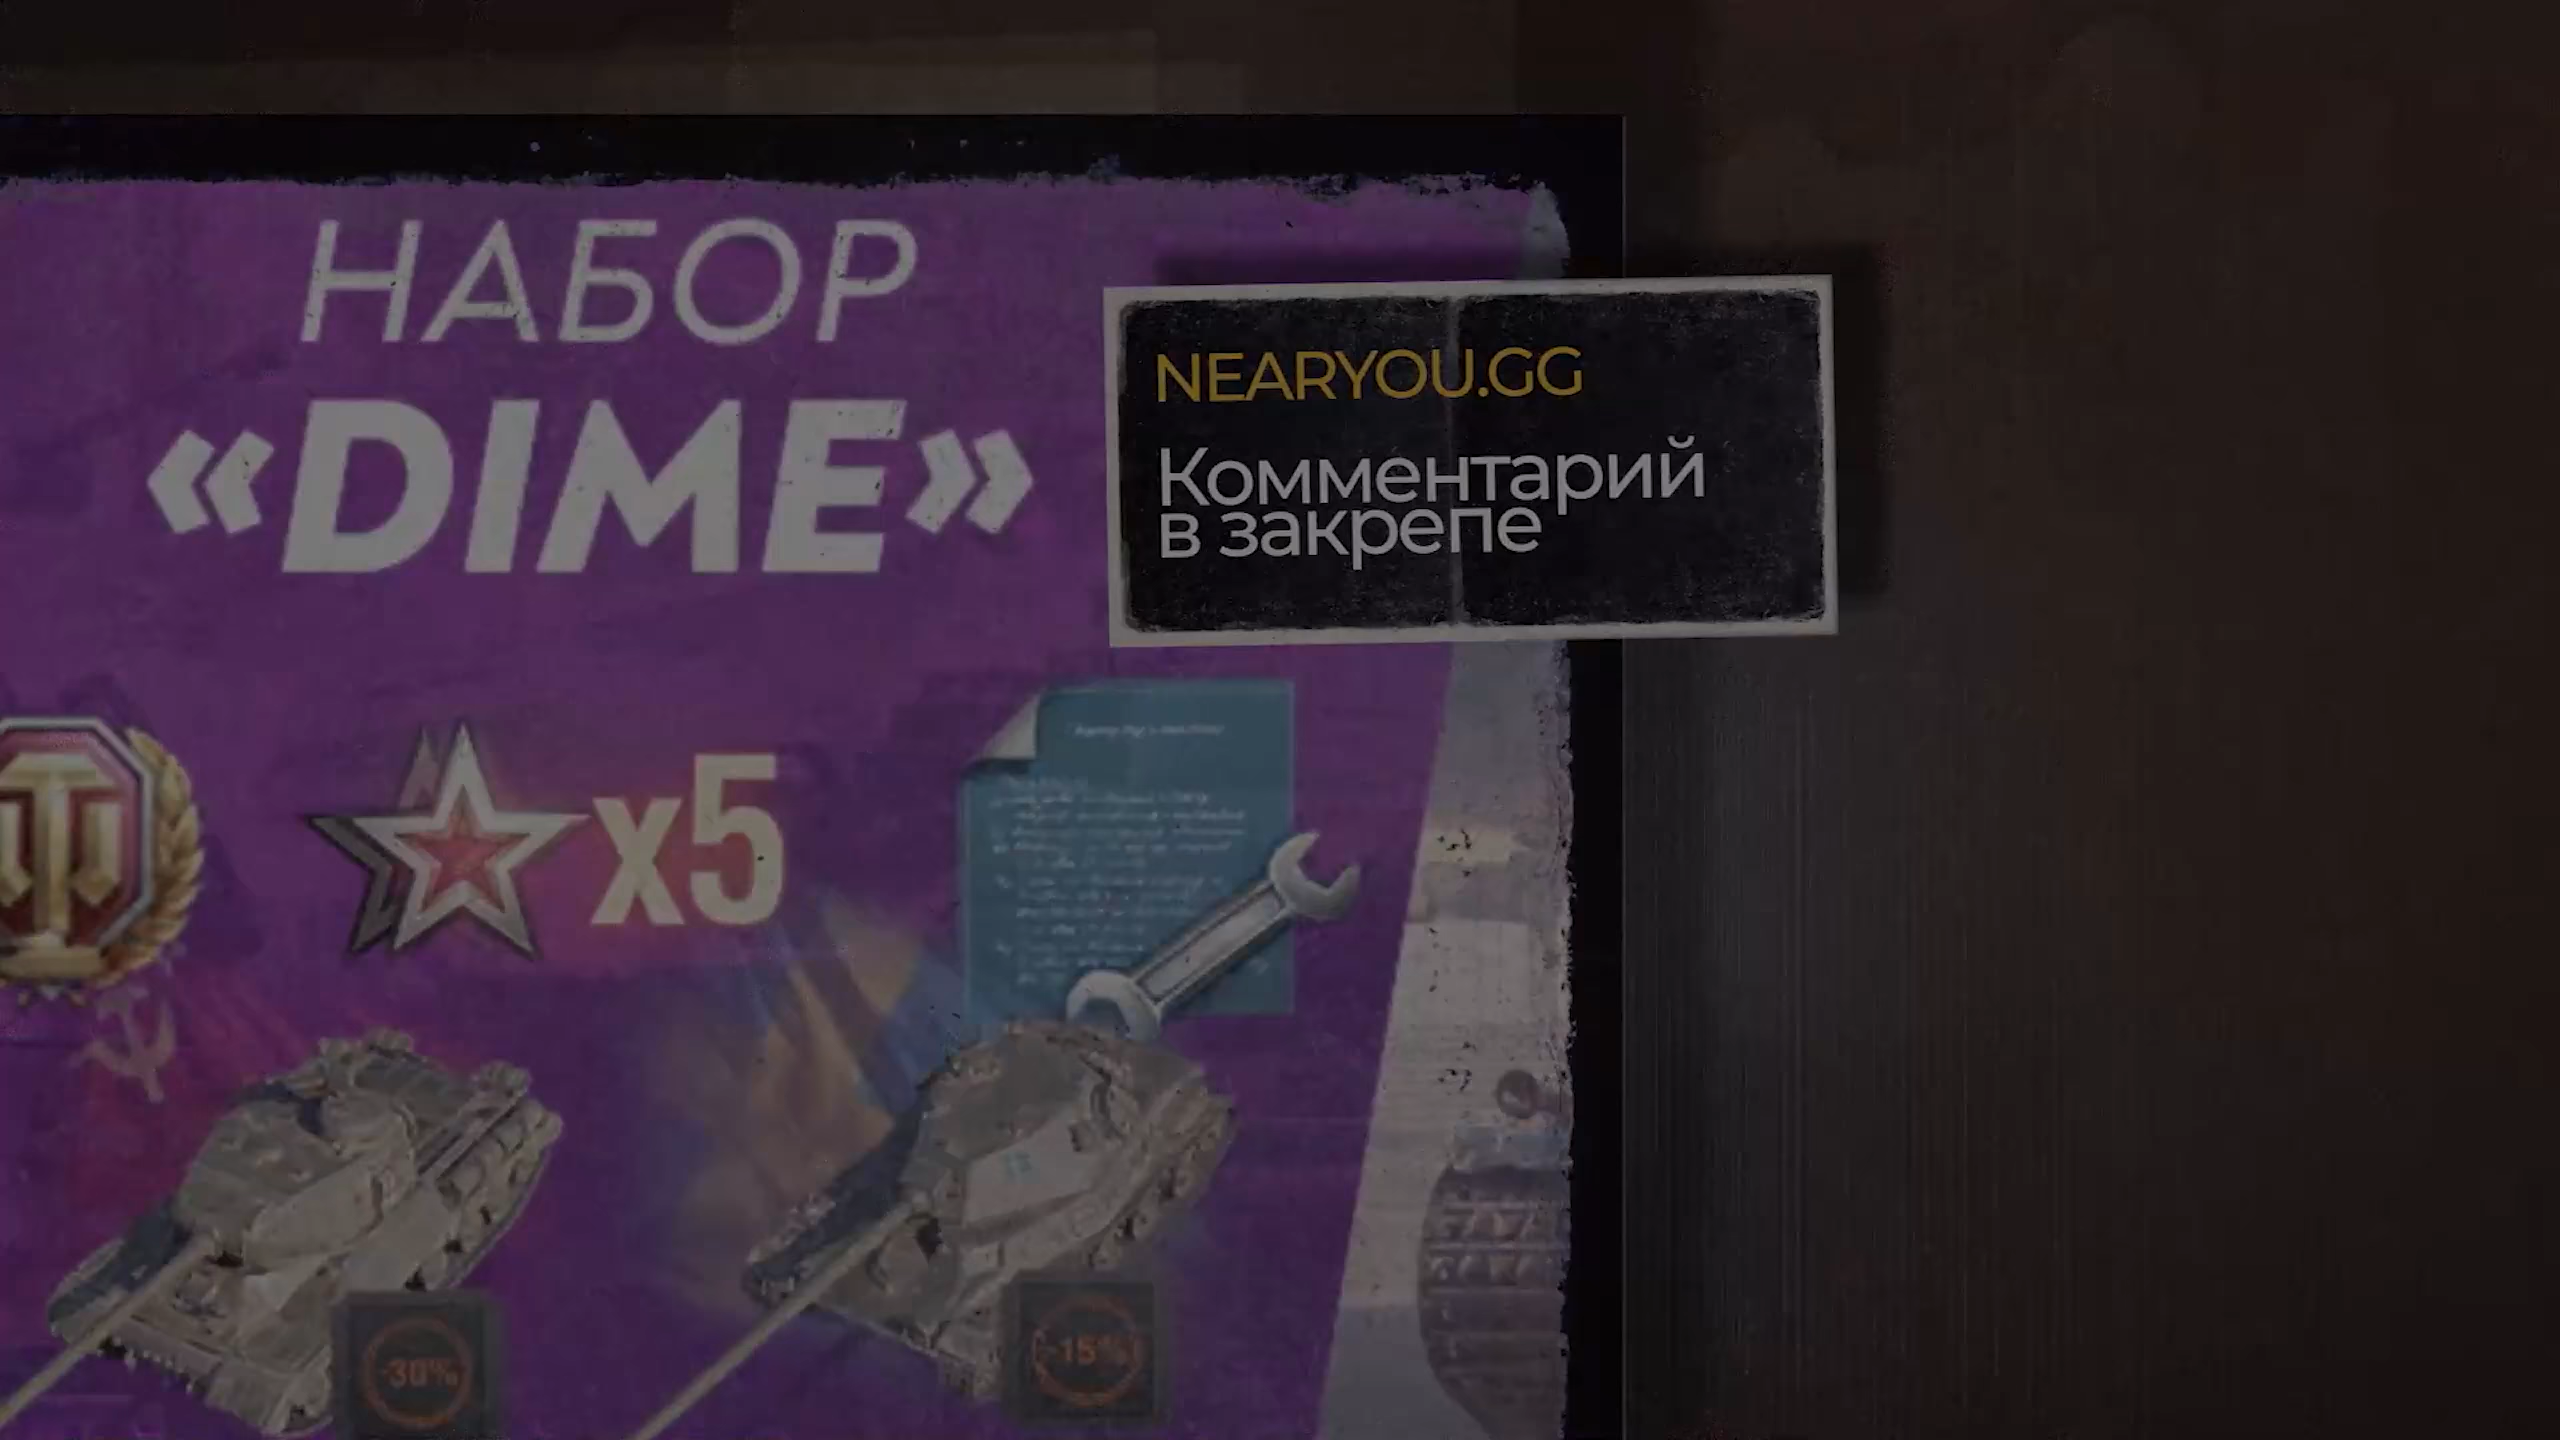 НАБОР
«DIME»
NEARYOU.GG
Комментарий
в закрепе
x5
-30%
-15%